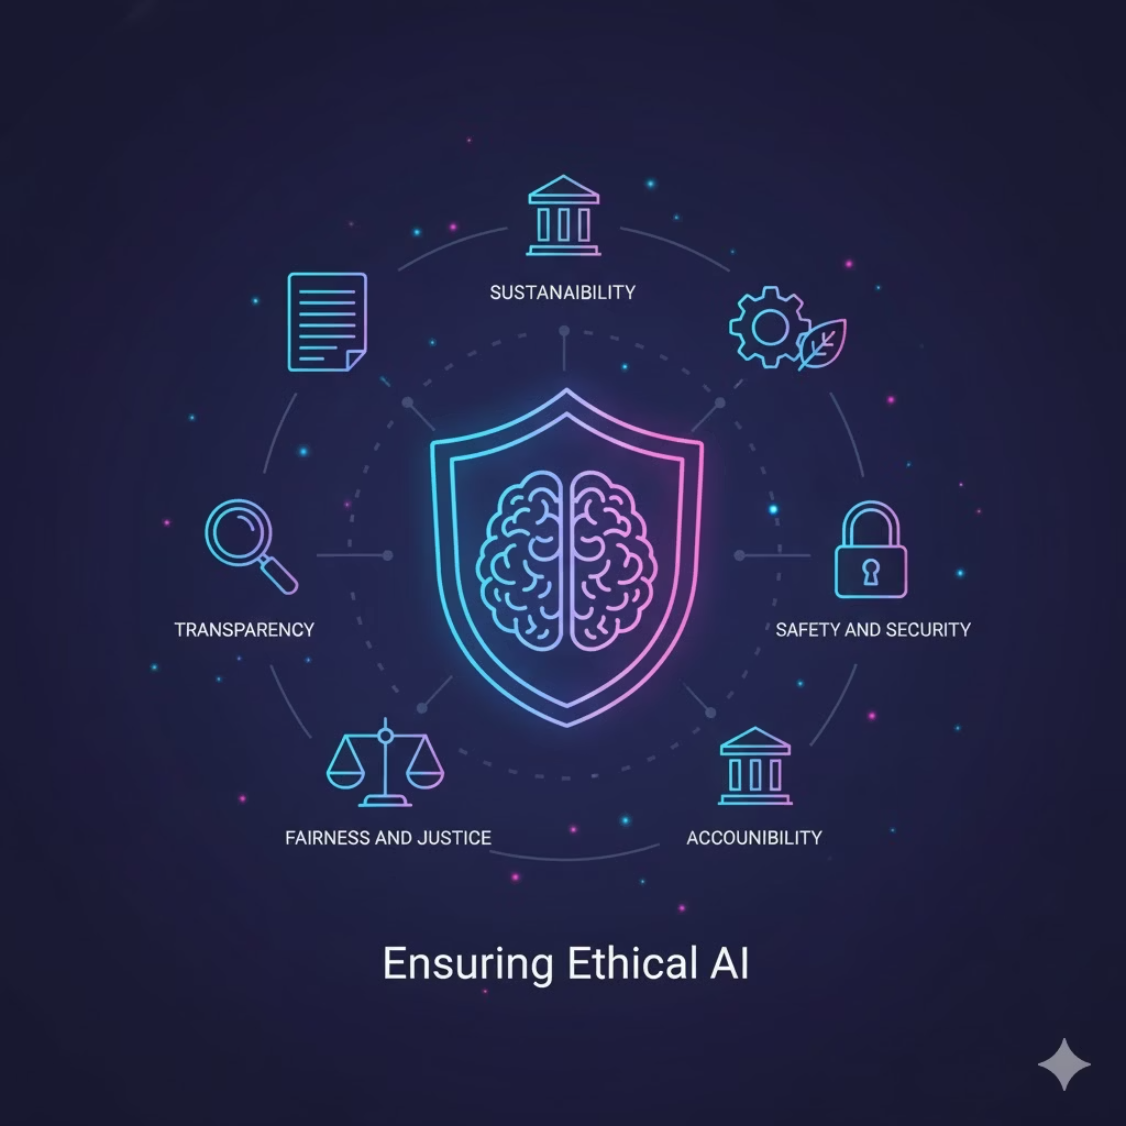 SUSTANAIBILITY
TRANSPARENCY
SAFETY AND SECURITY
FAIRNESS AND JUSTICE
ACCOUNIBILITY
Ensuring Ethical AI